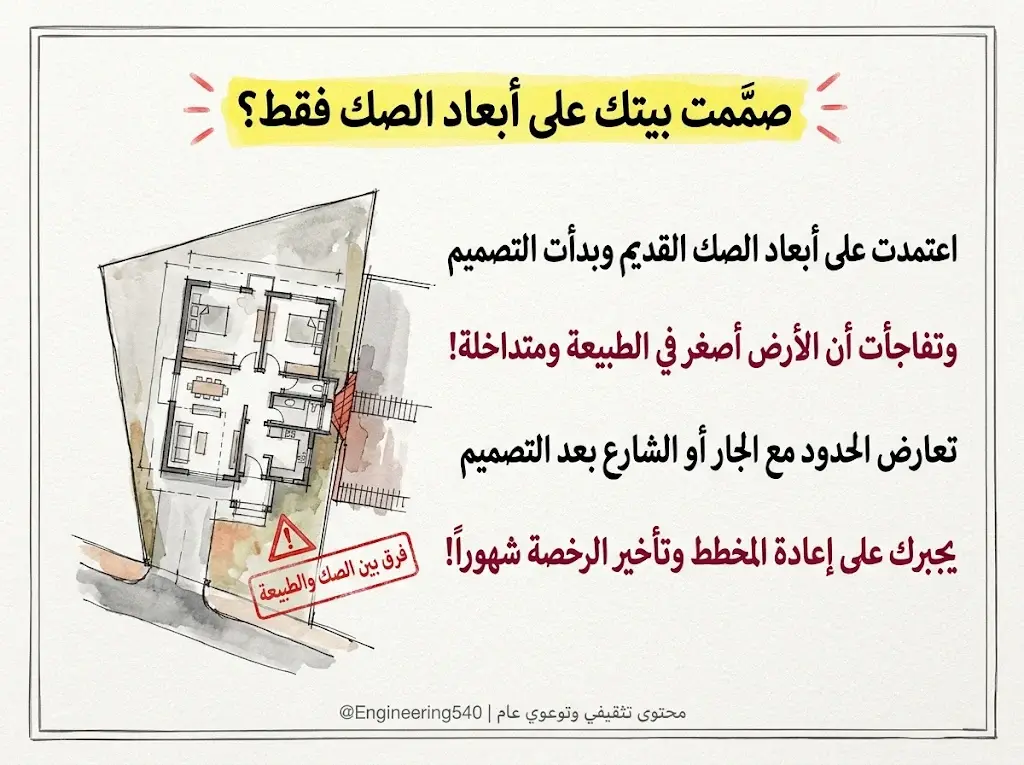 صمَّمت بيتك على أبعاد الصك فقط؟
اعتمدت على أبعاد الصك القديم وبدأت التصميم
وتفاجأت أن الأرض أصغر في الطبيعة ومتداخلة!
تعارض الحدود مع الجار أو الشارع بعد التصميم
يجبرك على إعادة المخطط وتأخير الرخصة شهوراً!
فرق بين الصك والطبيعة
محتوى تثقيفي وتوعوي عام | @Engineering540